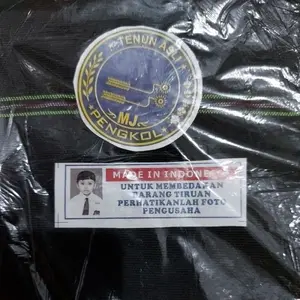 TENUN ASLI
MJ
PENGKOL
MADE IN INDONESIA
UNTUK MEMBEDAKAN
BARANG TIRUAN
PERHATIKANLAH FOTO
PENGUSAHA